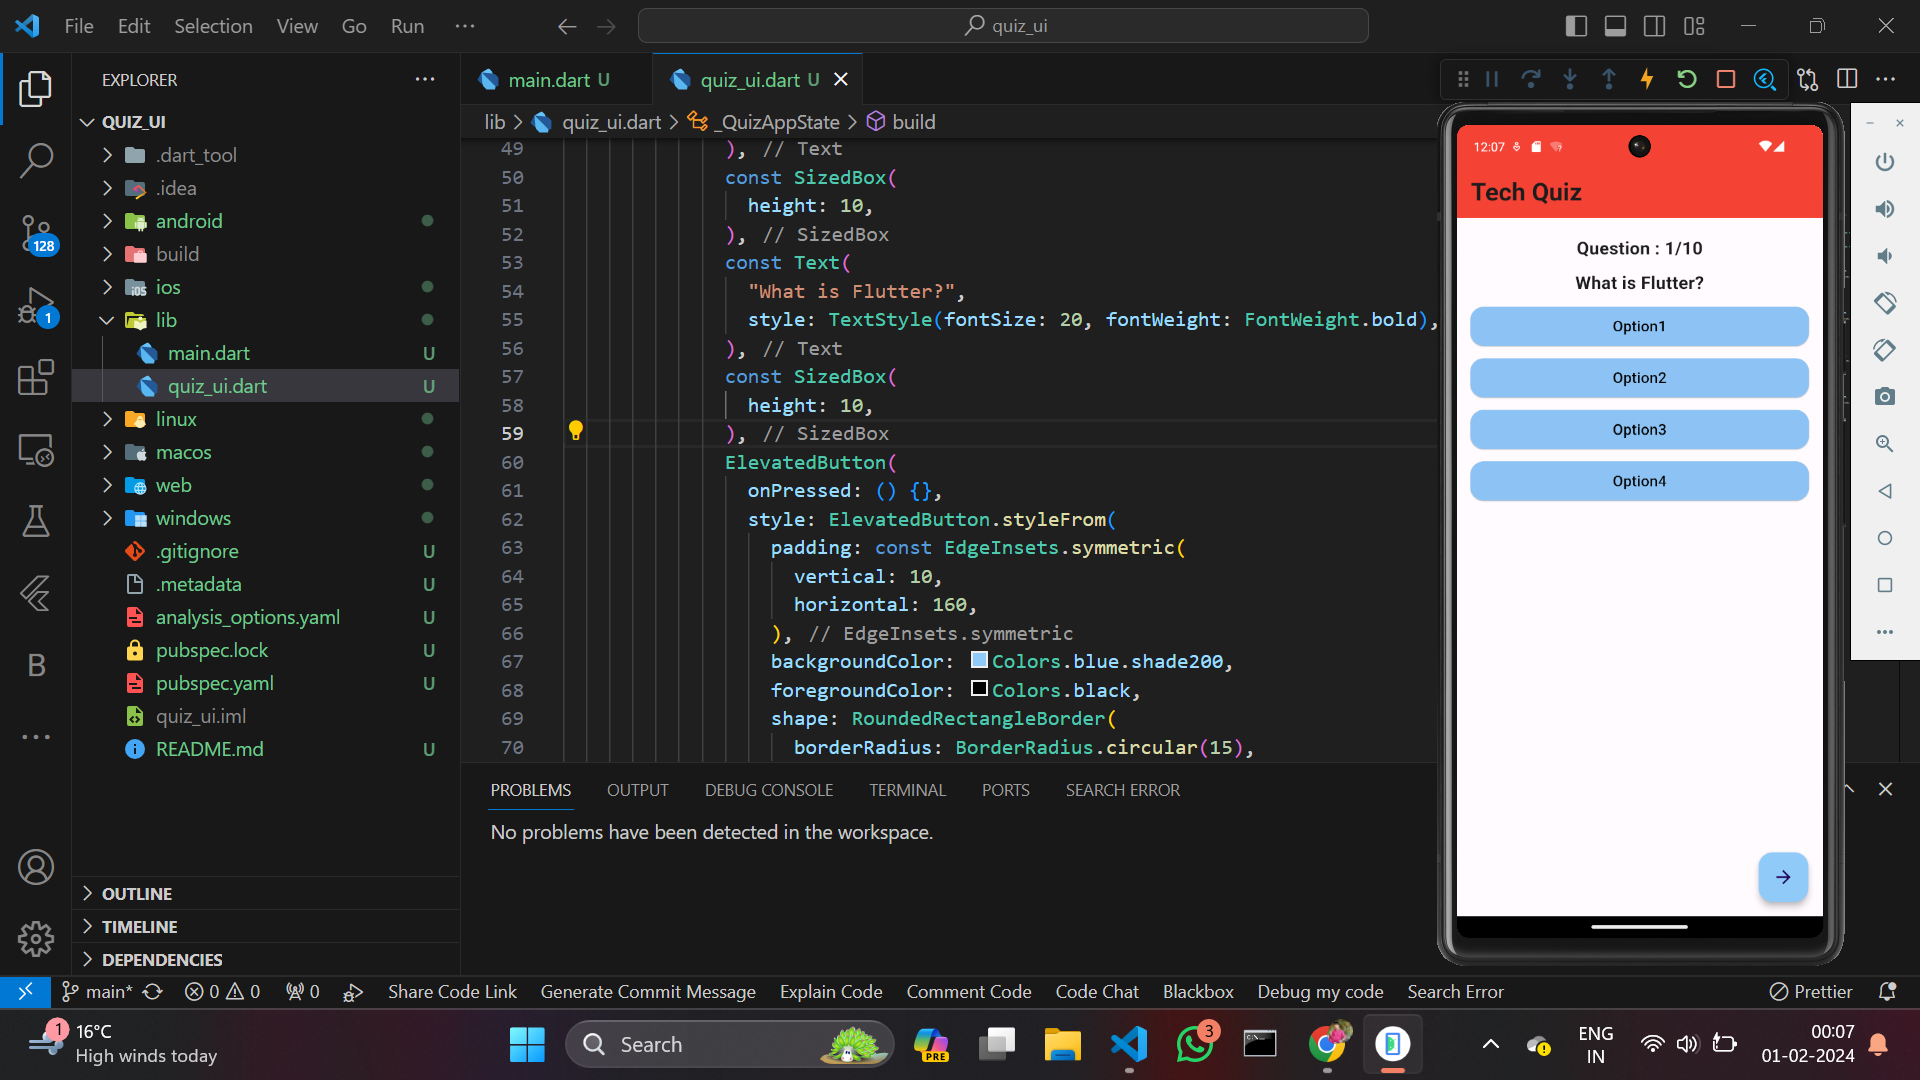 File Edit Selection View Go Run ···
quiz_ui
EXPLORER
QUIZ_UI
.dart_tool
.idea
android
build
ios
lib
main.dart U
quiz_ui.dart U
linux
macos
web
windows
.gitignore U
.metadata U
analysis_options.yaml U
pubspec.lock U
pubspec.yaml U
quiz_ui.iml
README.md U
OUTLINE
TIMELINE
DEPENDENCIES
128
1
B
main.dart U
quiz_ui.dart U
lib > quiz_ui.dart > _QuizAppState > build
49 ), // Text
50 const SizedBox(
51 height: 10,
52 ), // SizedBox
53 const Text(
54 "What is Flutter?",
55 style: TextStyle(fontSize: 20, fontWeight: FontWeight.bold),
56 ), // Text
57 const SizedBox(
58 height: 10,
59 ), // SizedBox
60 ElevatedButton(
61 onPressed: () {},
62 style: ElevatedButton.styleFrom(
63 padding: const EdgeInsets.symmetric(
64 vertical: 10,
65 horizontal: 160,
66 ), // EdgeInsets.symmetric
67 backgroundColor: Colors.blue.shade200,
68 foregroundColor: Colors.black,
69 shape: RoundedRectangleBorder(
70 borderRadius: BorderRadius.circular(15),
PROBLEMS OUTPUT DEBUG CONSOLE TERMINAL PORTS SEARCH ERROR
No problems have been detected in the workspace.
12:07
Tech Quiz
Question : 1/10
What is Flutter?
Option1
Option2
Option3
Option4
main* 0 0 0 Share Code Link Generate Commit Message Explain Code Comment Code Code Chat Blackbox Debug my code Search Error Prettier
1
16°C
High winds today
Search
PRE
3
ENG
IN
00:07
01-02-2024